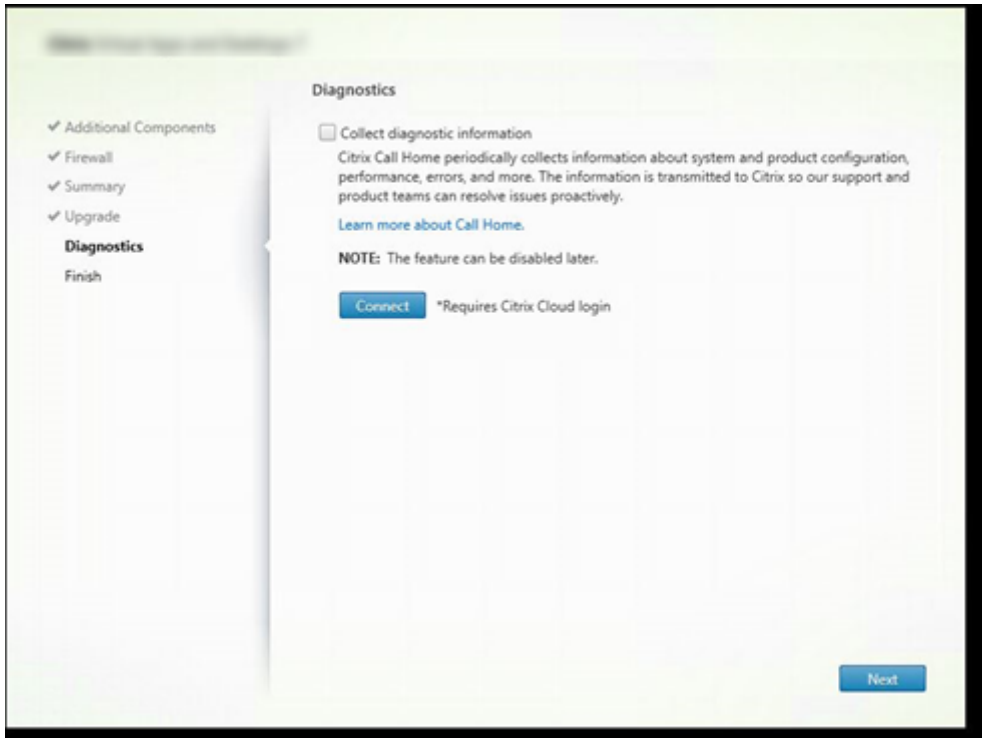 Diagnostics
✔ Additional Components
✔ Firewall
✔ Summary
✔ Upgrade
Diagnostics
Finish
Collect diagnostic information
Citrix Call Home periodically collects information about system and product configuration,
performance, errors, and more. The information is transmitted to Citrix so our support and
product teams can resolve issues proactively.
Learn more about Call Home.
NOTE: The feature can be disabled later.
Connect *Requires Citrix Cloud login
Next